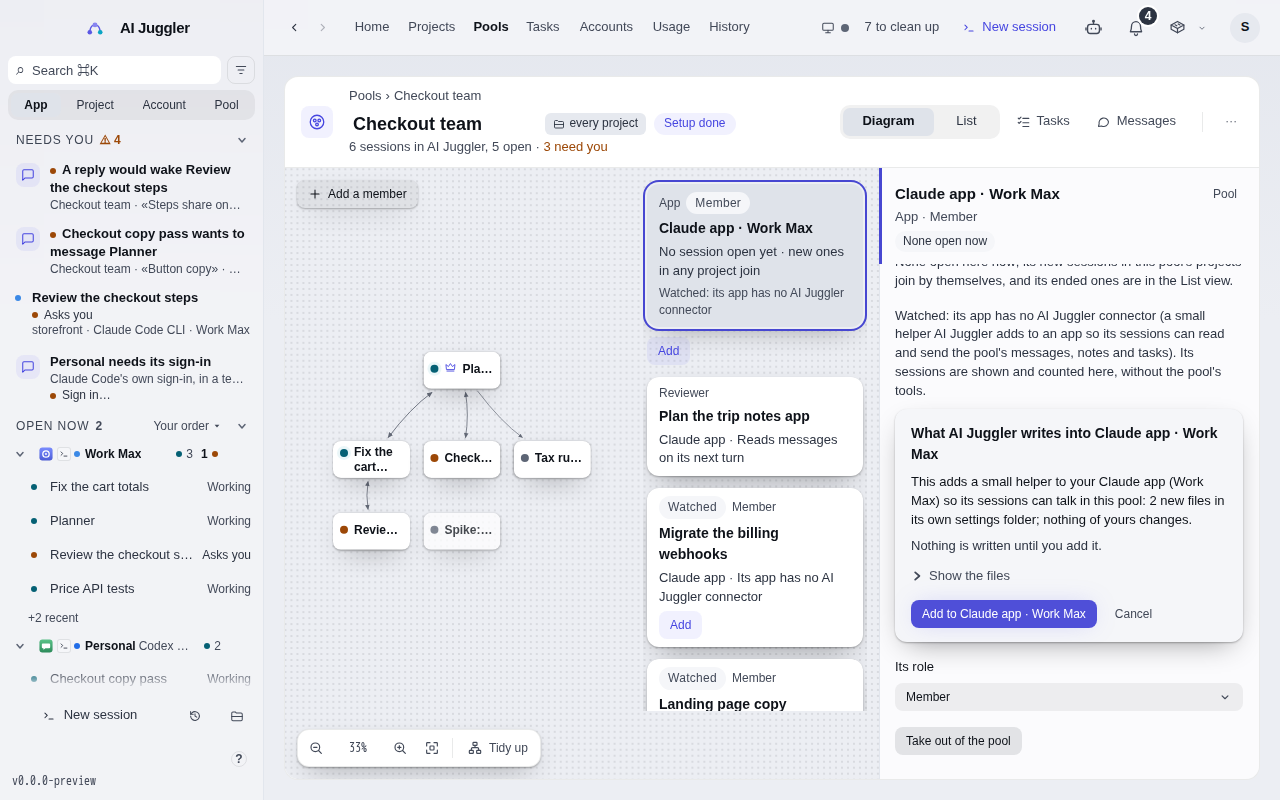 AI Juggler
Search ⌘K
App
Project
Account
Pool
NEEDS YOU 4
A reply would wake Review the checkout steps
Checkout team · «Steps share on…
Checkout copy pass wants to message Planner
Checkout team · «Button copy» · …
Review the checkout steps
Asks you
storefront · Claude Code CLI · Work Max
Personal needs its sign-in
Claude Code's own sign-in, in a te…
Sign in…
OPEN NOW 2
Your order
Work Max
3 1
Fix the cart totals
Working
Planner
Working
Review the checkout s…
Asks you
Price API tests
Working
+2 recent
Personal Codex …
2
Checkout copy pass
Working
New session
?
v0.0.0-preview
Home
Projects
Pools
Tasks
Accounts
Usage
History
7 to clean up
New session
4
S
Pools › Checkout team
Checkout team
every project
Setup done
6 sessions in AI Juggler, 5 open · 3 need you
Diagram
List
Tasks
Messages
Add a member
Pla…
Fix the cart…
Check…
Tax ru…
Revie…
Spike:…
App
Member
Claude app · Work Max
No session open yet · new ones in any project join
Watched: its app has no AI Juggler connector
Add
Reviewer
Plan the trip notes app
Claude app · Reads messages on its next turn
Watched
Member
Migrate the billing webhooks
Claude app · Its app has no AI Juggler connector
Add
Watched
Member
Landing page copy
33%
Tidy up
Claude app · Work Max
Pool
App · Member
None open now
None open here now; its new sessions in this pool's projects join by themselves, and its ended ones are in the List view.
Watched: its app has no AI Juggler connector (a small helper AI Juggler adds to an app so its sessions can read and send the pool's messages, notes and tasks). Its sessions are shown and counted here, without the pool's tools.
What AI Juggler writes into Claude app · Work Max
This adds a small helper to your Claude app (Work Max) so its sessions can talk in this pool: 2 new files in its own settings folder; nothing of yours changes.
Nothing is written until you add it.
Show the files
Add to Claude app · Work Max
Cancel
Its role
Member
Take out of the pool